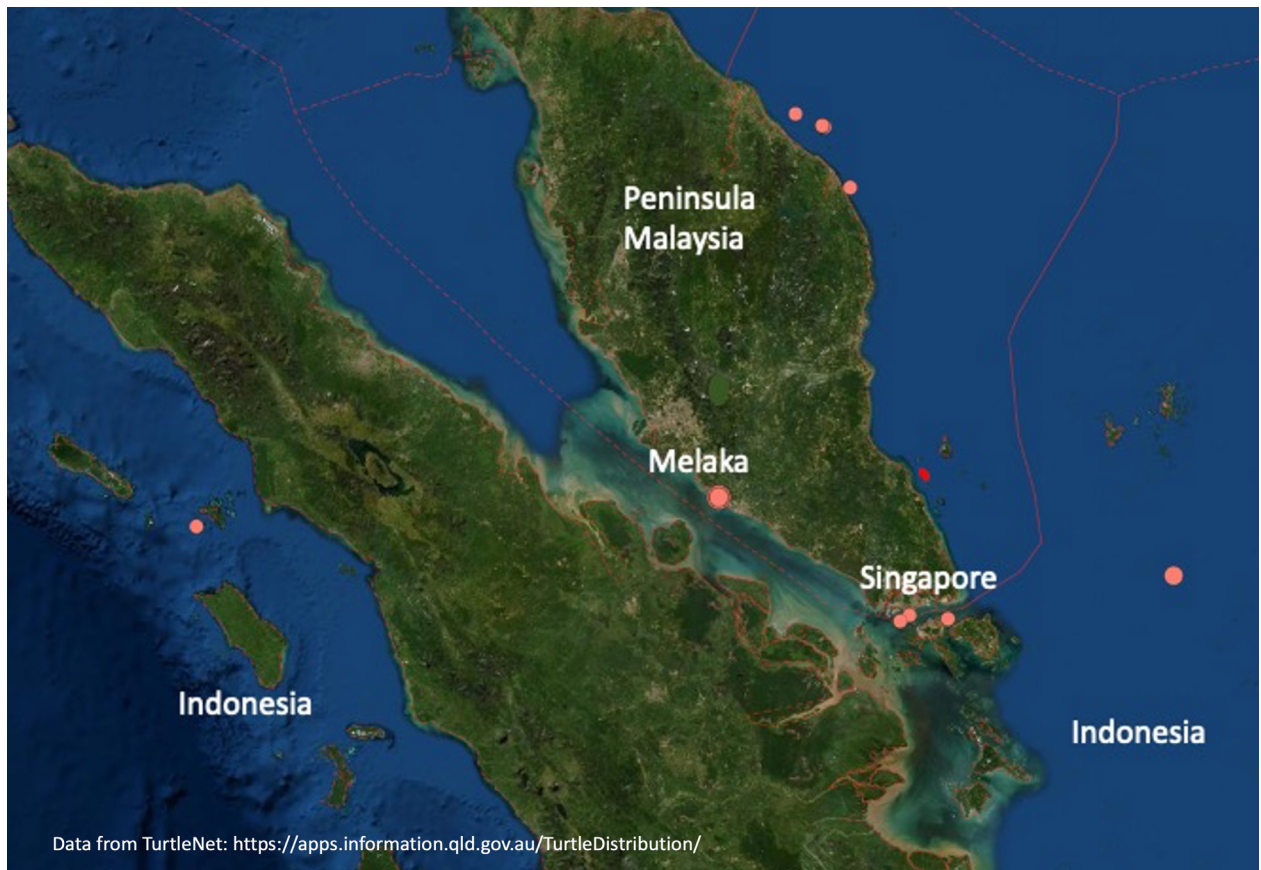 Peninsula
Malaysia
Melaka
Singapore
Indonesia
Indonesia
Data from TurtleNet: https://apps.information.qld.gov.au/TurtleDistribution/